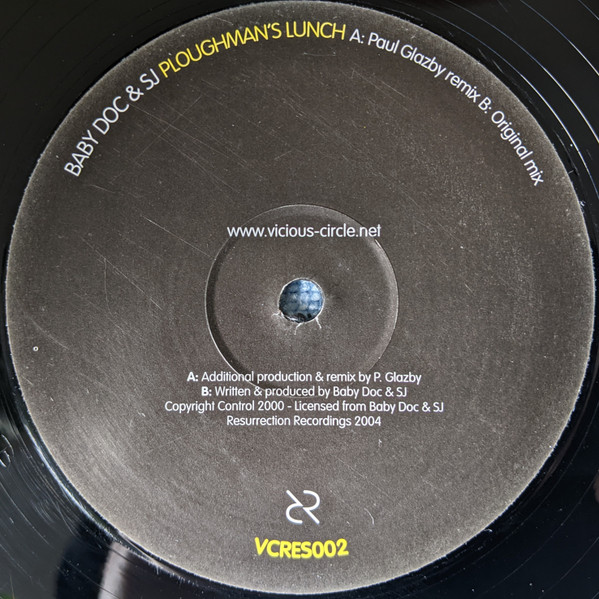 BABY DOC & SJ PLOUGHMAN'S LUNCH A: Paul Glazby remix B: Original mix
www.vicious-circle.net
A: Additional production & remix by P. Glazby
B: Written & produced by Baby Doc & SJ
Copyright Control 2000 - Licensed from Baby Doc & SJ
Resurrection Recordings 2004
VCRES002